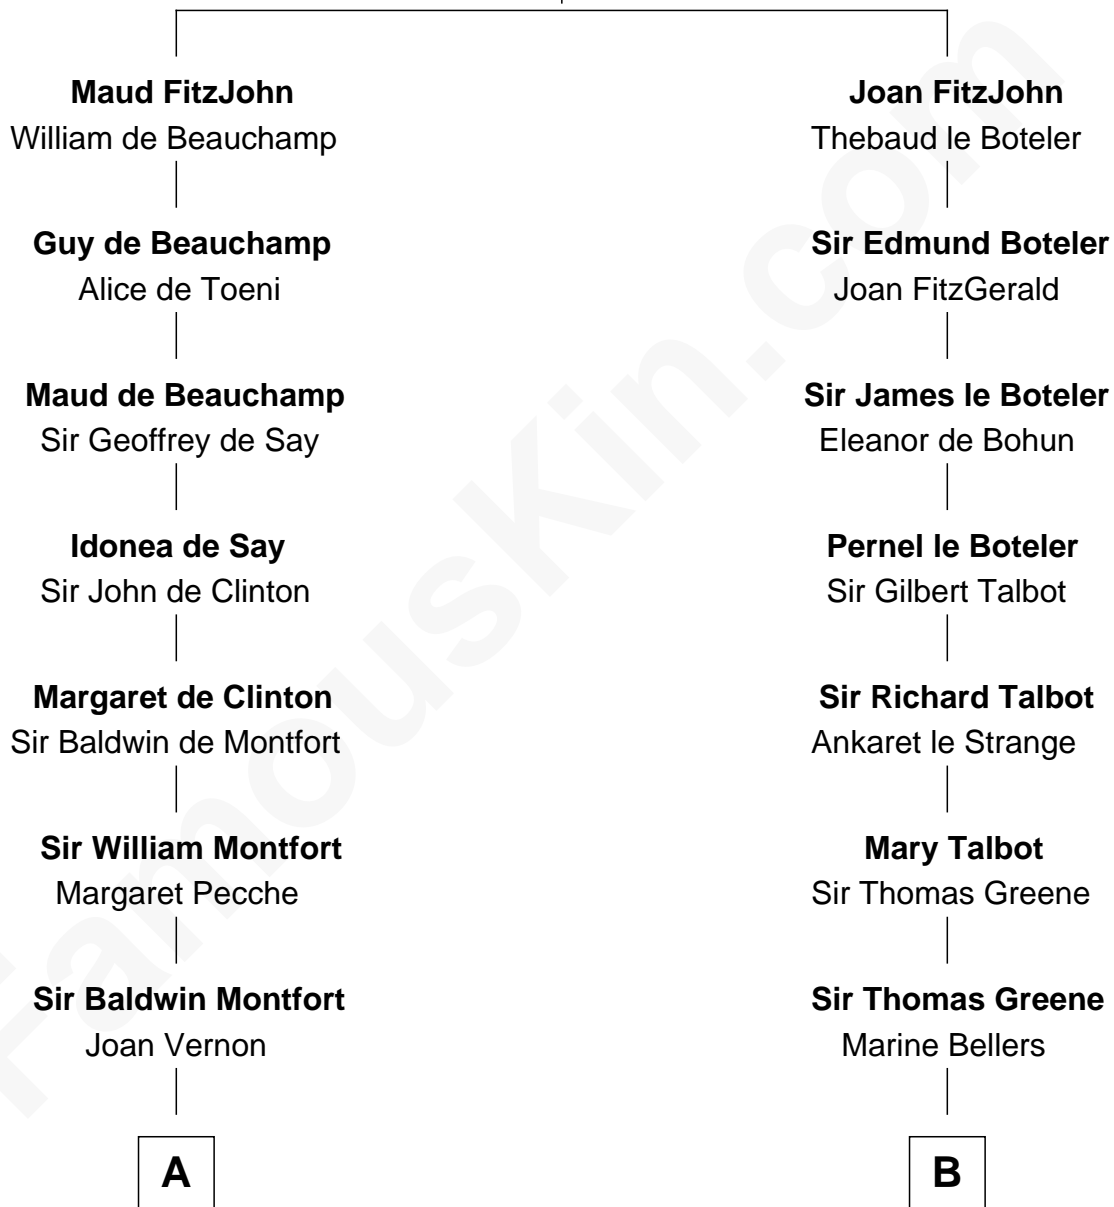 Maud FitzJohn
William de Beauchamp
Joan FitzJohn
Thebaud le Boteler
Guy de Beauchamp
Alice de Toeni
Sir Edmund Boteler
Joan FitzGerald
Maud de Beauchamp
Sir Geoffrey de Say
Sir James le Boteler
Eleanor de Bohun
Idonea de Say
Sir John de Clinton
Pernel le Boteler
Sir Gilbert Talbot
Margaret de Clinton
Sir Baldwin de Montfort
Sir Richard Talbot
Ankaret le Strange
Sir William Montfort
Margaret Pecche
Mary Talbot
Sir Thomas Greene
Sir Baldwin Montfort
Joan Vernon
Sir Thomas Greene
Marine Bellers
A
B
FamousKin.com